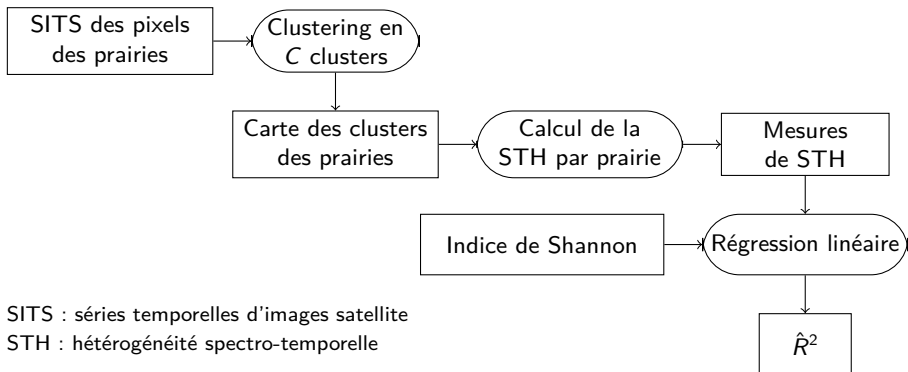 SITS des pixels
des prairies
Clustering en
C clusters
Carte des clusters
des prairies
Calcul de la
STH par prairie
Mesures
de STH
Indice de Shannon
Régression linéaire
SITS : séries temporelles d'images satellite
STH : hétérogénéité spectro-temporelle
R̂²